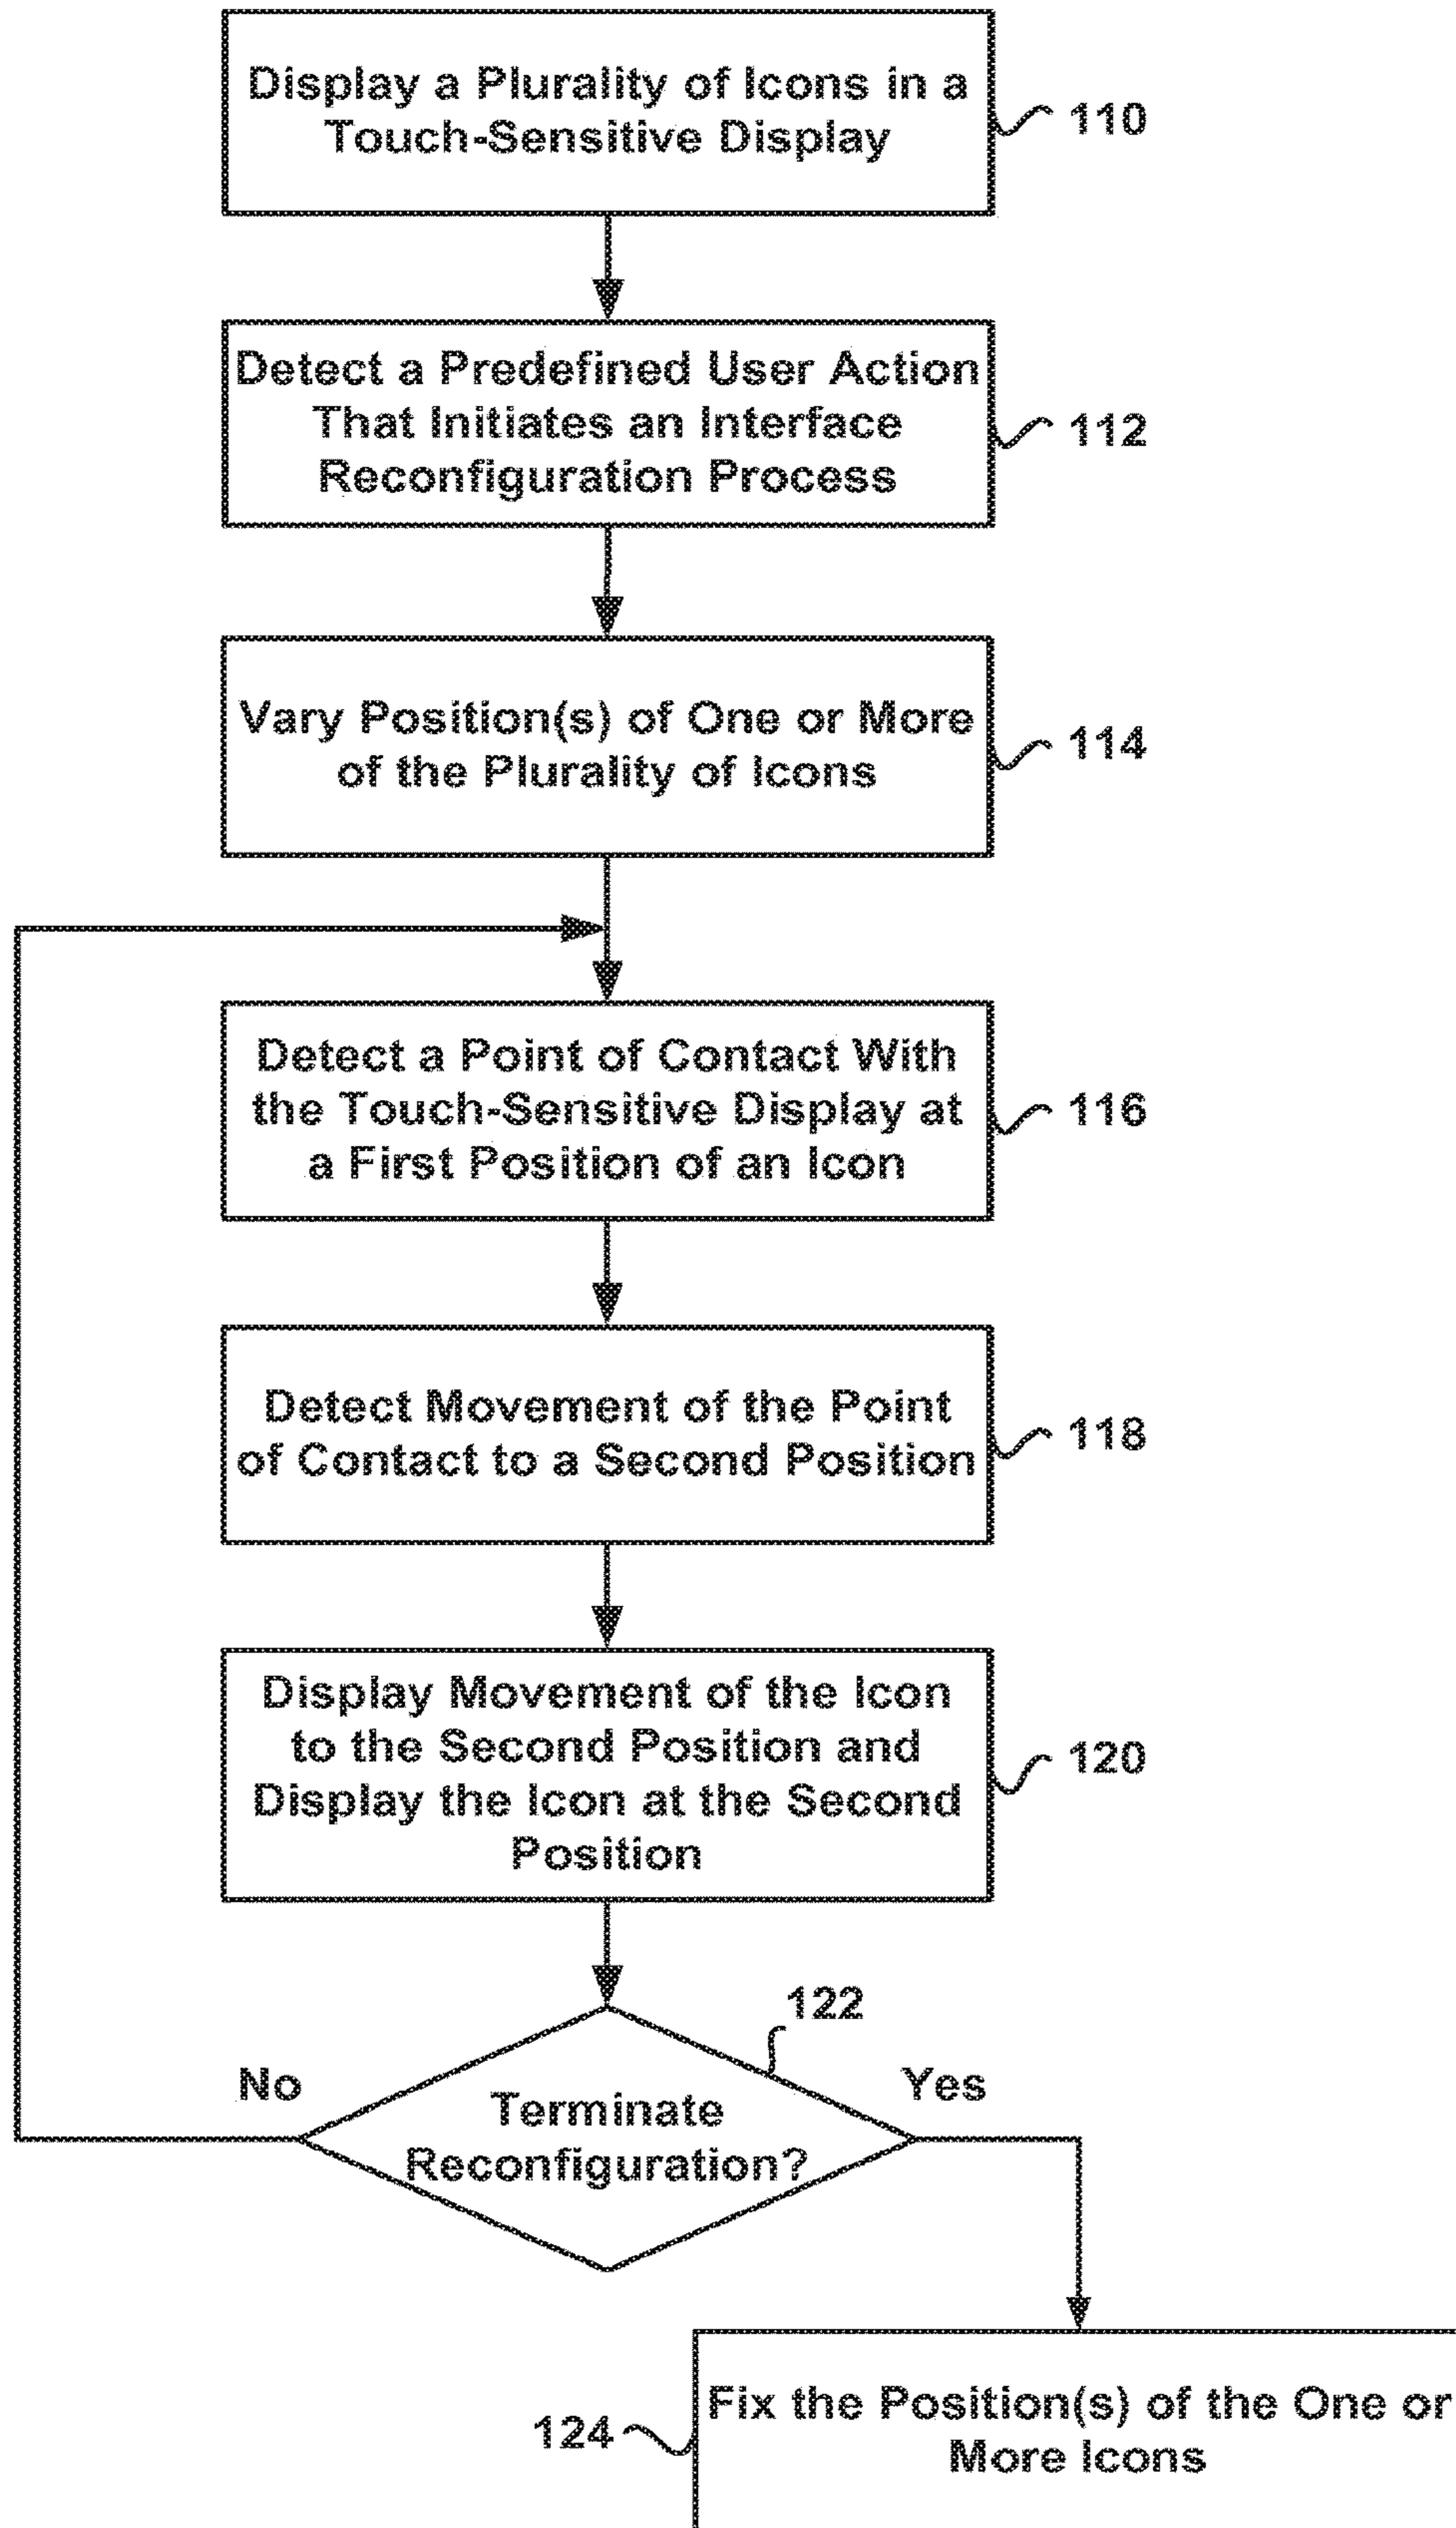 Display a Plurality of Icons in a
Touch-Sensitive Display
110
Detect a Predefined User Action
That Initiates an Interface
Reconfiguration Process
112
Vary Position(s) of One or More
of the Plurality of Icons
114
Detect a Point of Contact With
the Touch-Sensitive Display at
a First Position of an Icon
116
Detect Movement of the Point
of Contact to a Second Position
118
Display Movement of the Icon
to the Second Position and
Display the Icon at the Second
Position
120
122
No
Yes
Terminate
Reconfiguration?
Fix the Position(s) of the One or
More Icons
124